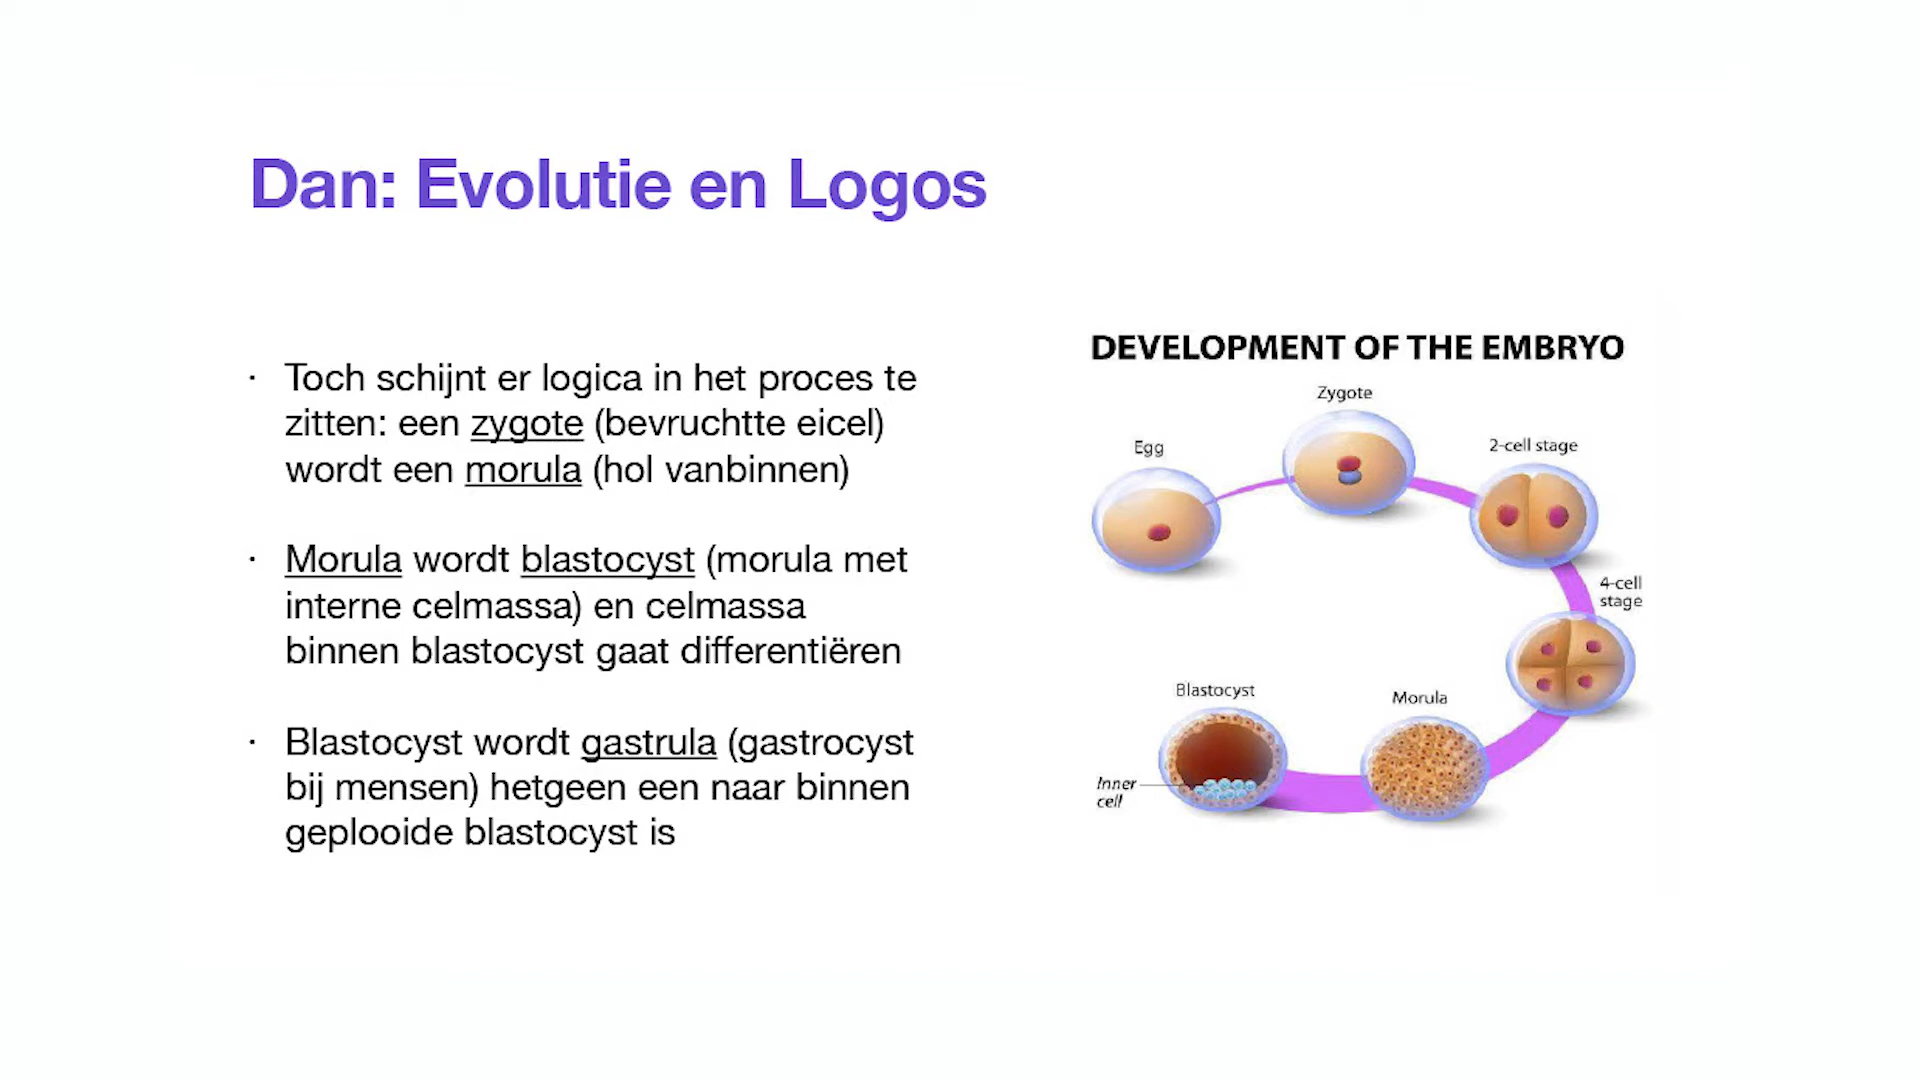 Dan: Evolutie en Logos
· Toch schijnt er logica in het proces te
zitten: een zygote (bevruchtte eicel)
wordt een morula (hol vanbinnen)
· Morula wordt blastocyst (morula met
interne celmassa) en celmassa
binnen blastocyst gaat differentiëren
· Blastocyst wordt gastrula (gastrocyst
bij mensen) hetgeen een naar binnen
geplooide blastocyst is
DEVELOPMENT OF THE EMBRYO
Zygote
Egg
2-cell stage
4-cell
stage
Blastocyst
Morula
Inner
cell